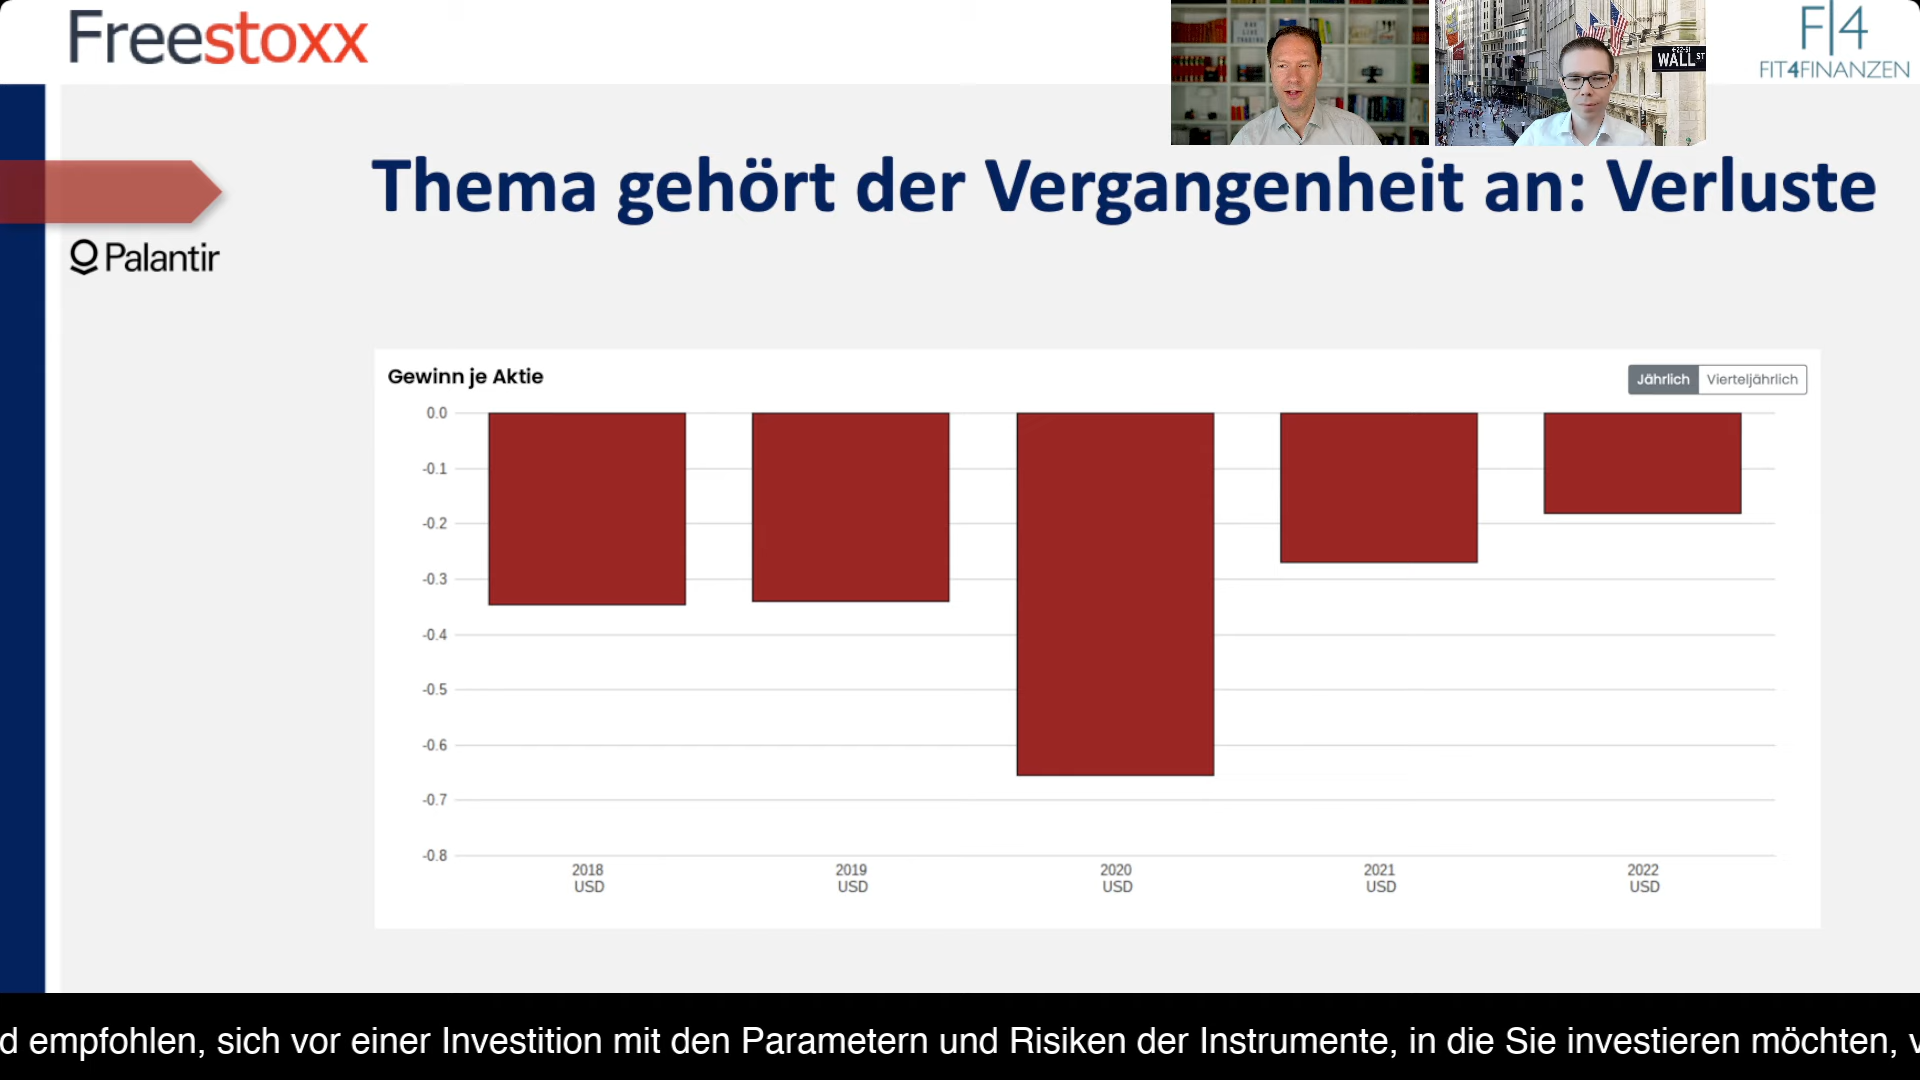 Freestoxx
WALL ST
F|4
FIT4FINANZEN
Thema gehört der Vergangenheit an: Verluste
Palantir
Gewinn je Aktie
Jährlich
Vierteljährlich
0.0
-0.1
-0.2
-0.3
-0.4
-0.5
-0.6
-0.7
-0.8
2018
USD
2019
USD
2020
USD
2021
USD
2022
USD
d empfohlen, sich vor einer Investition mit den Parametern und Risiken der Instrumente, in die Sie investieren möchten, v